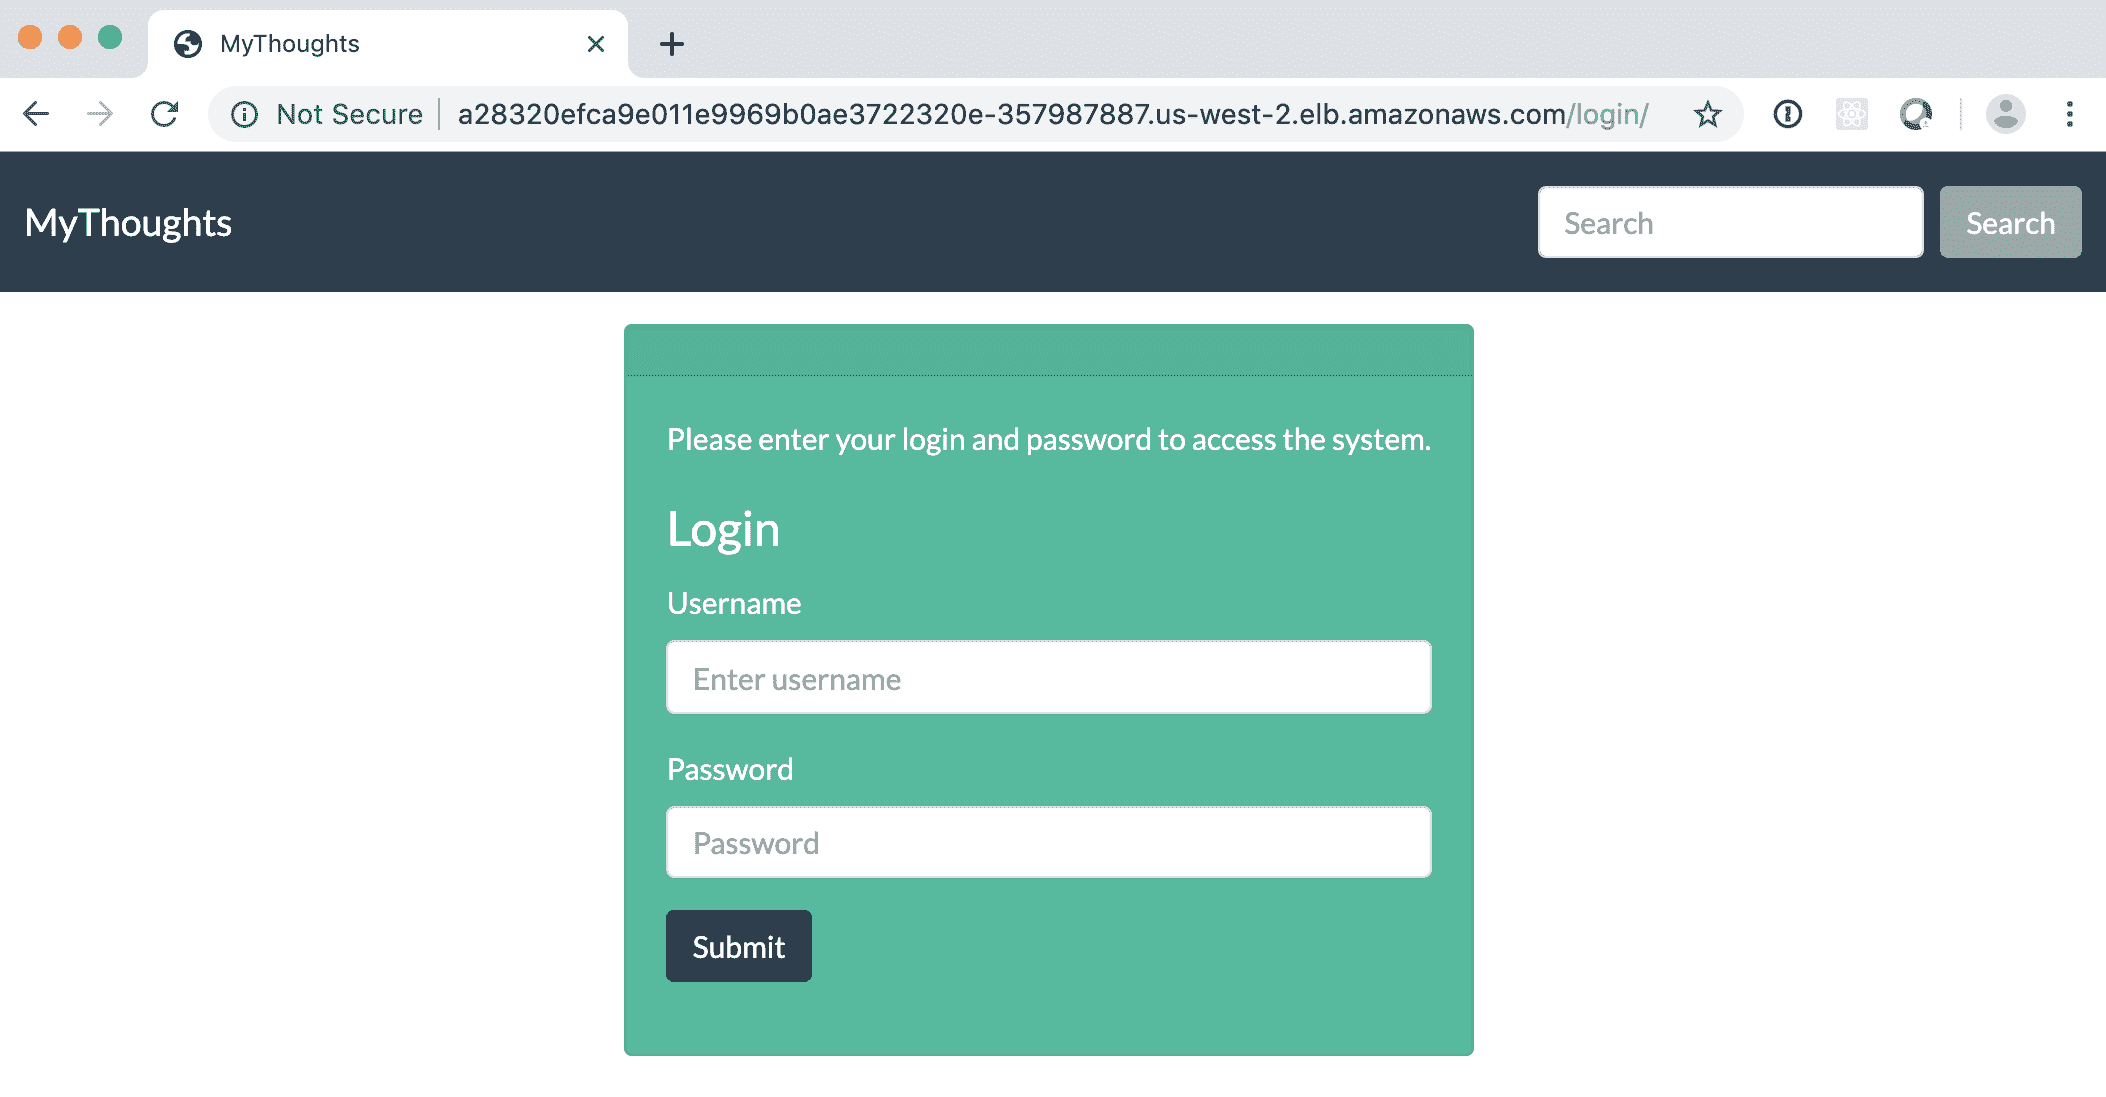 MyThoughts
Not Secure a28320efca9e011e9969b0ae3722320e-357987887.us-west-2.elb.amazonaws.com/login/
MyThoughts Search Search
Please enter your login and password to access the system.
Login
Username
Enter username
Password
Password
Submit